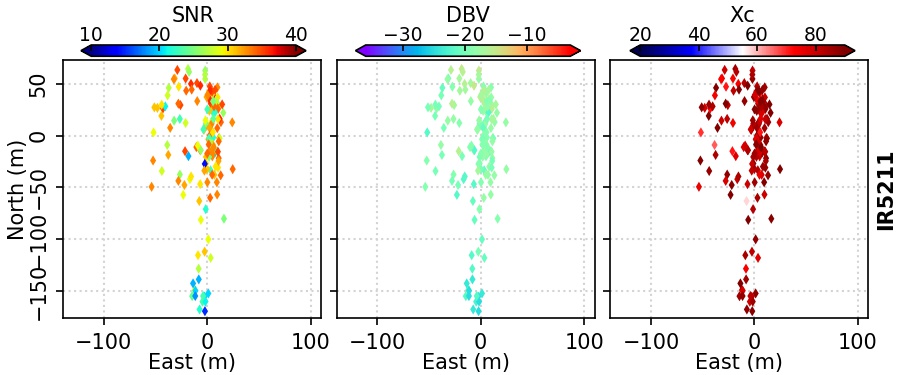 SNR DBV Xc
10 20 30 40 −30 −20 −10 20 40 60 80
50
0
−50
−100
−150
North (m)
−100 0 100 −100 0 100 −100 0 100
East (m) East (m) East (m)
IR5211